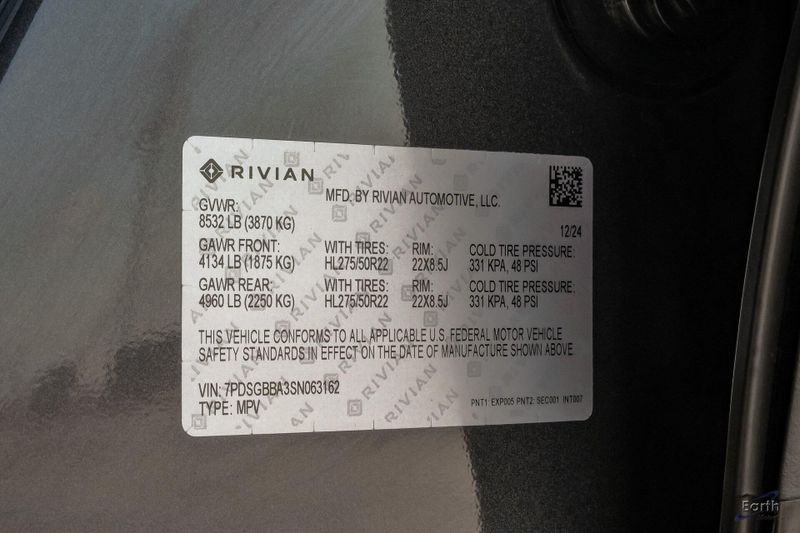 RIVIAN
MFD. BY RIVIAN AUTOMOTIVE, LLC.
GVWR:
8532 LB (3870 KG)
12/24
GAWR FRONT: WITH TIRES: RIM: COLD TIRE PRESSURE:
4134 LB (1875 KG) HL275/50R22 22X8.5J 331 KPA, 48 PSI
GAWR REAR: WITH TIRES: RIM: COLD TIRE PRESSURE:
4960 LB (2250 KG) HL275/50R22 22X8.5J 331 KPA, 48 PSI
THIS VEHICLE CONFORMS TO ALL APPLICABLE U.S. FEDERAL MOTOR VEHICLE
SAFETY STANDARDS IN EFFECT ON THE DATE OF MANUFACTURE SHOWN ABOVE
VIN: 7PDSGBBA3SN063162
TYPE: MPV
PNT1: EXP005 PNT2: SEC001 INT007
Earth